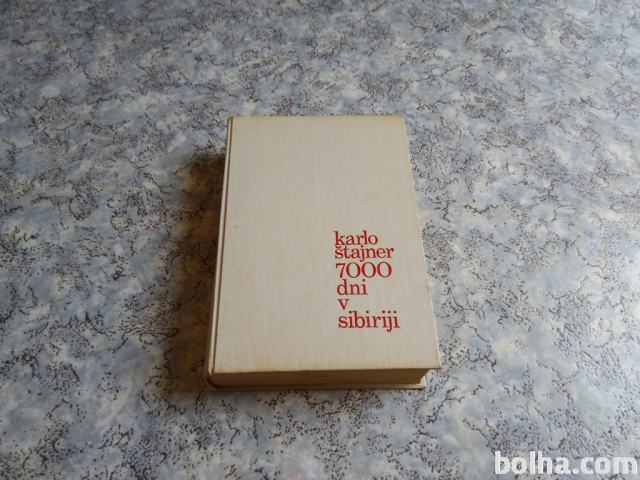 karlo
štajner
7000
dni
v
sibiriji
bolha.com